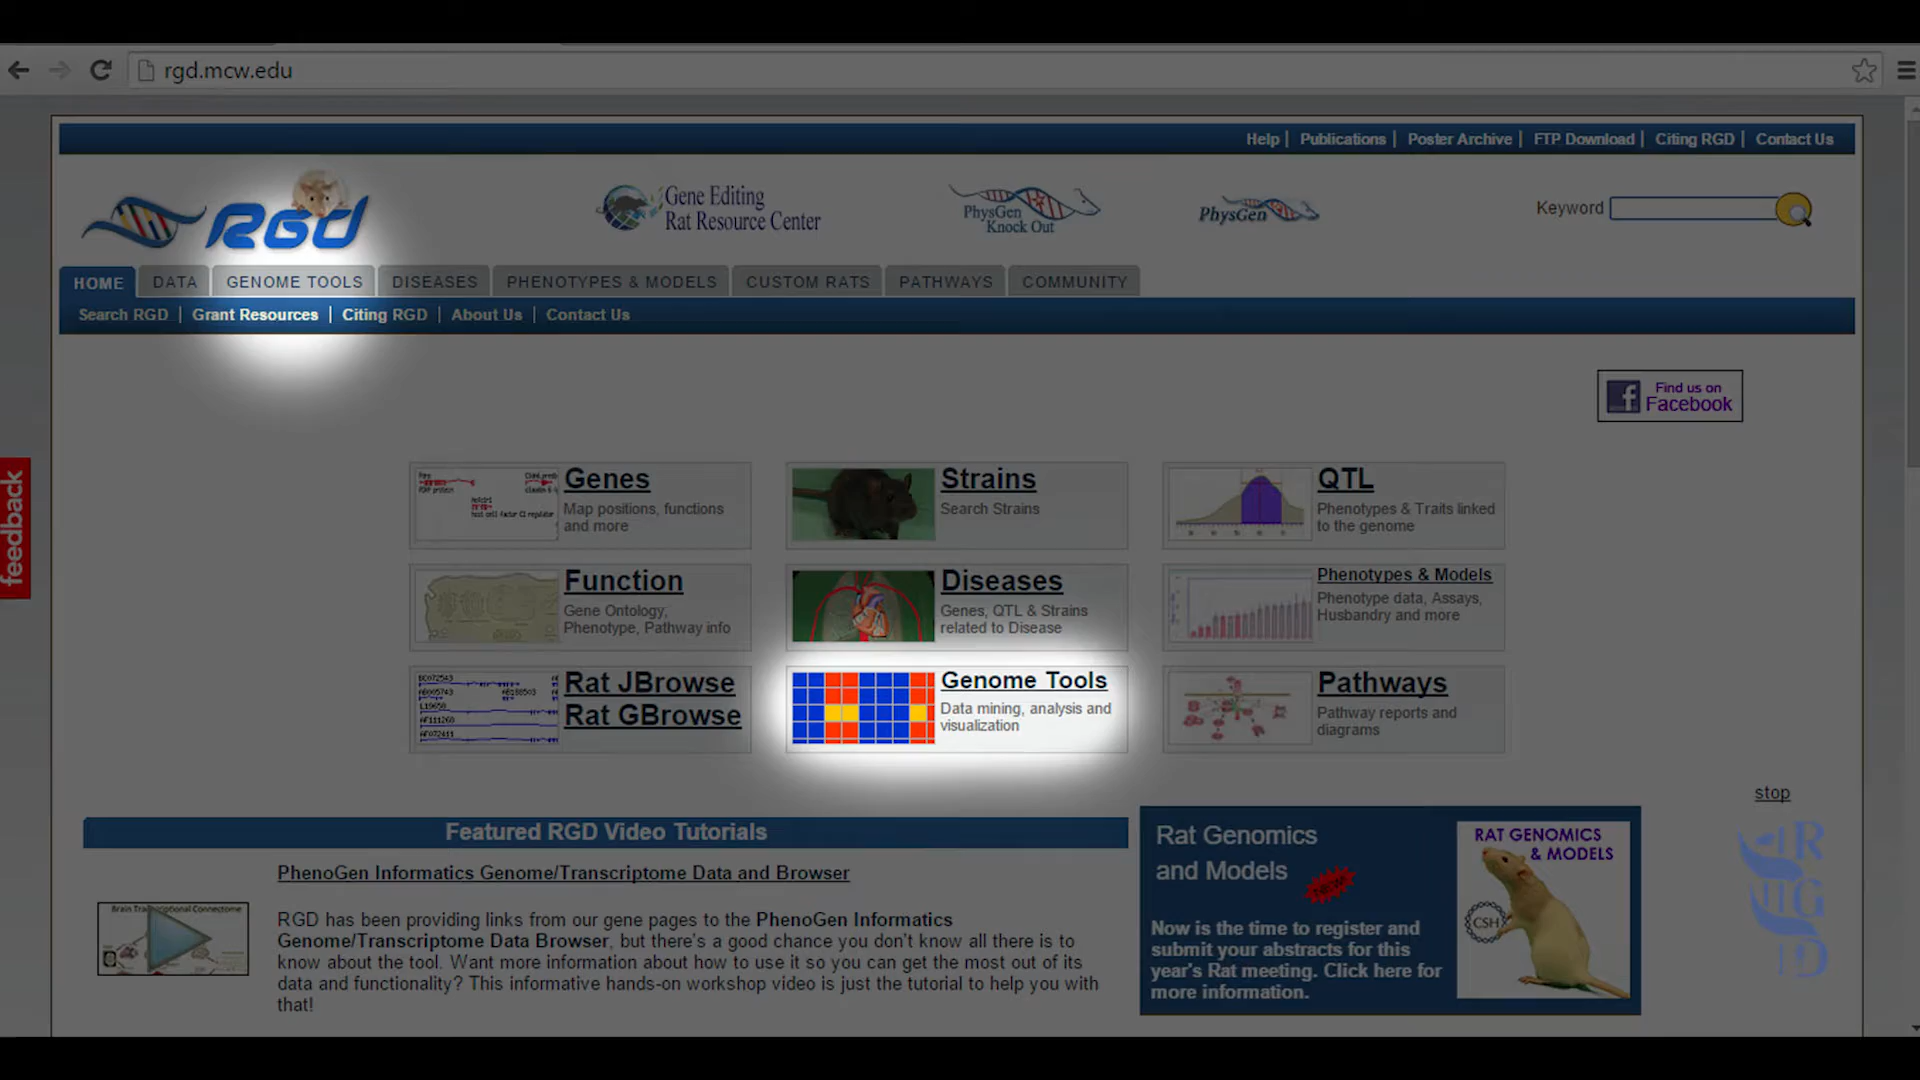 rgd.mcw.edu
Help | Publications | Poster Archive | FTP Download | Citing RGD | Contact Us
RGD
Gene Editing
Rat Resource Center
PhysGen
Knock Out
PhysGen
Keyword
HOME DATA GENOME TOOLS DISEASES PHENOTYPES & MODELS CUSTOM RATS PATHWAYS COMMUNITY
Search RGD | Grant Resources | Citing RGD | About Us | Contact Us
Find us on
Facebook
feedback
Genes
Map positions, functions
and more
Strains
Search Strains
QTL
Phenotypes & Traits linked
to the genome
Function
Gene Ontology,
Phenotype, Pathway info
Diseases
Genes, QTL & Strains
related to Disease
Phenotypes & Models
Phenotype data, Assays,
Husbandry and more
Rat JBrowse
Rat GBrowse
Genome Tools
Data mining, analysis and
visualization
Pathways
Pathway reports and
diagrams
stop
Featured RGD Video Tutorials
PhenoGen Informatics Genome/Transcriptome Data and Browser
RGD has been providing links from our gene pages to the PhenoGen Informatics
Genome/Transcriptome Data Browser, but there's a good chance you don't know all there is to
know about the tool. Want more information about how to use it so you can get the most out of its
data and functionality? This informative hands-on workshop video is just the tutorial to help you with
that!
Rat Genomics
and Models
NEW!
Now is the time to register and
submit your abstracts for this
year's Rat meeting. Click here for
more information.
RAT GENOMICS
& MODELS
CSH
RGD